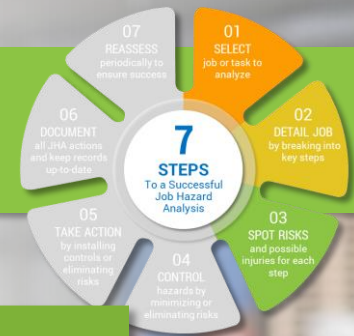 7
STEPS
To a Successful
Job Hazard
Analysis
01
SELECT
job or task to
analyze
02
DETAIL JOB
by breaking into
key steps
03
SPOT RISKS
and possible
injuries for each
step
04
CONTROL
hazards by
minimizing or
eliminating risks
05
TAKE ACTION
by installing
controls or
eliminating
risks
06
DOCUMENT
all JHA actions
and keep records
up-to-date
07
REASSESS
periodically to
ensure success